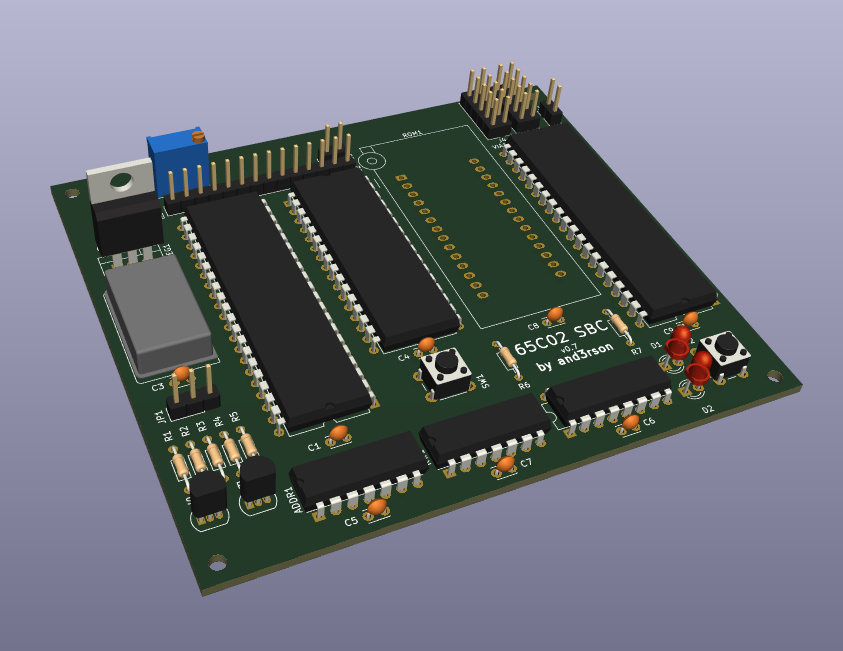 ROM1
C8
65C02 SBC
v0.7
by and3rson
C9
R7
D1
D2
C4
SW1
R6
C3
JP1
R1
R2
R3
R4
R5
C1
ADDR1
C5
C7
C6